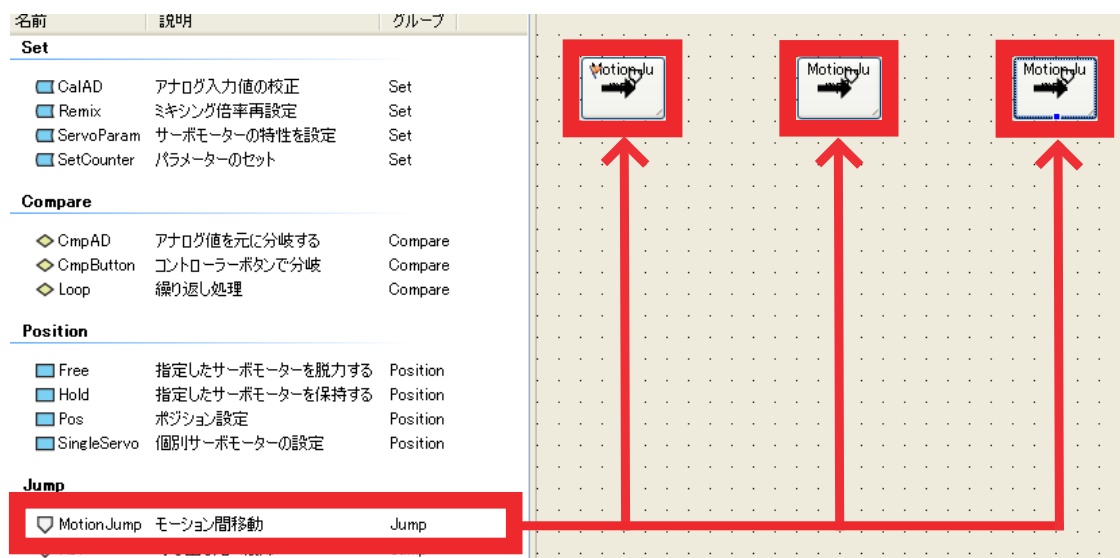 名前 説明 グループ
Set
CalAD アナログ入力値の校正 Set
Remix ミキシング倍率再設定 Set
ServoParam サーボモーターの特性を設定 Set
SetCounter パラメーターのセット Set
Compare
CmpAD アナログ値を元に分岐する Compare
CmpButton コントローラーボタンで分岐 Compare
Loop 繰り返し処理 Compare
Position
Free 指定したサーボモーターを脱力する Position
Hold 指定したサーボモーターを保持する Position
Pos ポジション設定 Position
SingleServo 個別サーボモーターの設定 Position
Jump
MotionJump モーション間移動 Jump
MotionJu
MotionJu
MotionJu